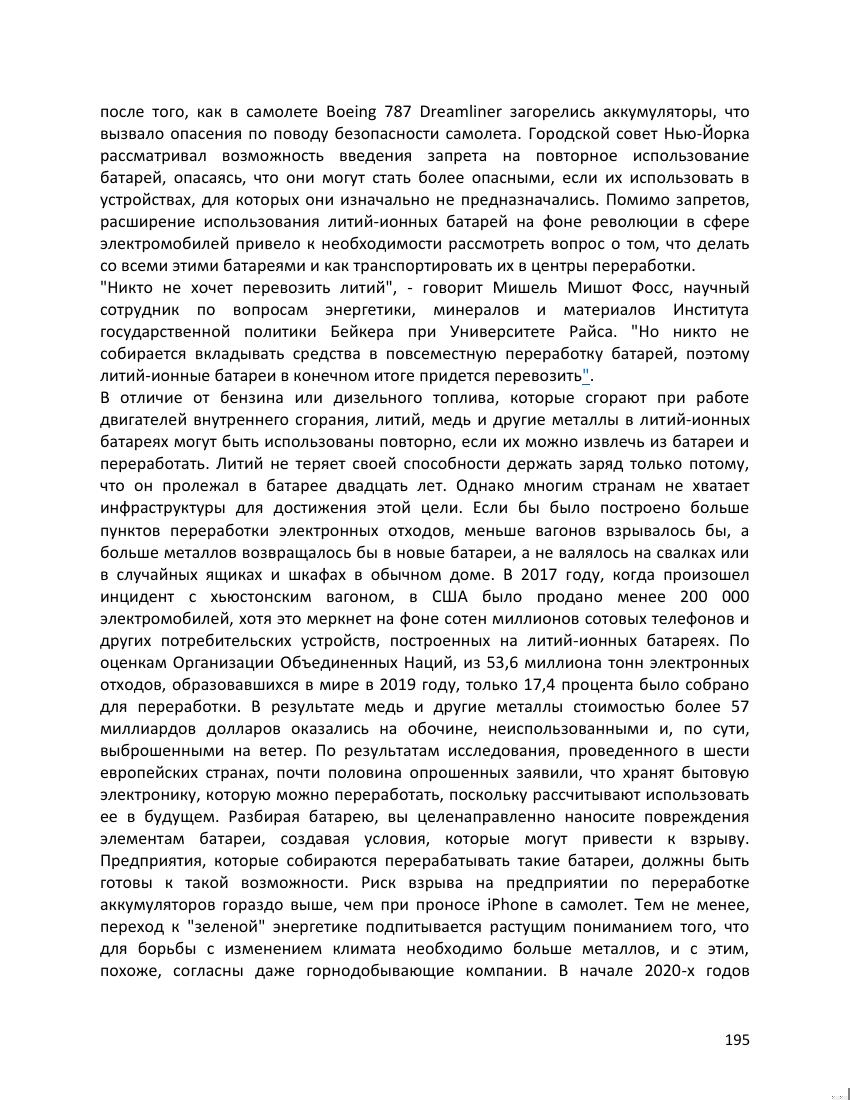 после того, как в самолете Boeing 787 Dreamliner загорелись аккумуляторы, что
вызвало опасения по поводу безопасности самолета. Городской совет Нью-Йорка
рассматривал возможность введения запрета на повторное использование
батарей, опасаясь, что они могут стать более опасными, если их использовать в
устройствах, для которых они изначально не предназначались. Помимо запретов,
расширение использования литий-ионных батарей на фоне революции в сфере
электромобилей привело к необходимости рассмотреть вопрос о том, что делать
со всеми этими батареями и как транспортировать их в центры переработки.
"Никто не хочет перевозить литий", - говорит Мишель Мишот Фосс, научный
сотрудник по вопросам энергетики, минералов и материалов Института
государственной политики Бейкера при Университете Райса. "Но никто не
собирается вкладывать средства в повсеместную переработку батарей, поэтому
литий-ионные батареи в конечном итоге придется перевозить".
В отличие от бензина или дизельного топлива, которые сгорают при работе
двигателей внутреннего сгорания, литий, медь и другие металлы в литий-ионных
батареях могут быть использованы повторно, если их можно извлечь из батареи и
переработать. Литий не теряет своей способности держать заряд только потому,
что он пролежал в батарее двадцать лет. Однако многим странам не хватает
инфраструктуры для достижения этой цели. Если бы было построено больше
пунктов переработки электронных отходов, меньше вагонов взрывалось бы, а
больше металлов возвращалось бы в новые батареи, а не валялось на свалках или
в случайных ящиках и шкафах в обычном доме. В 2017 году, когда произошел
инцидент с хьюстонским вагоном, в США было продано менее 200 000
электромобилей, хотя это меркнет на фоне сотен миллионов сотовых телефонов и
других потребительских устройств, построенных на литий-ионных батареях. По
оценкам Организации Объединенных Наций, из 53,6 миллиона тонн электронных
отходов, образовавшихся в мире в 2019 году, только 17,4 процента было собрано
для переработки. В результате медь и другие металлы стоимостью более 57
миллиардов долларов оказались на обочине, неиспользованными и, по сути,
выброшенными на ветер. По результатам исследования, проведенного в шести
европейских странах, почти половина опрошенных заявили, что хранят бытовую
электронику, которую можно переработать, поскольку рассчитывают использовать
ее в будущем. Разбирая батарею, вы целенаправленно наносите повреждения
элементам батареи, создавая условия, которые могут привести к взрыву.
Предприятия, которые собираются перерабатывать такие батареи, должны быть
готовы к такой возможности. Риск взрыва на предприятии по переработке
аккумуляторов гораздо выше, чем при проносе iPhone в самолет. Тем не менее,
переход к "зеленой" энергетике подпитывается растущим пониманием того, что
для борьбы с изменением климата необходимо больше металлов, и с этим,
похоже, согласны даже горнодобывающие компании. В начале 2020-х годов
195